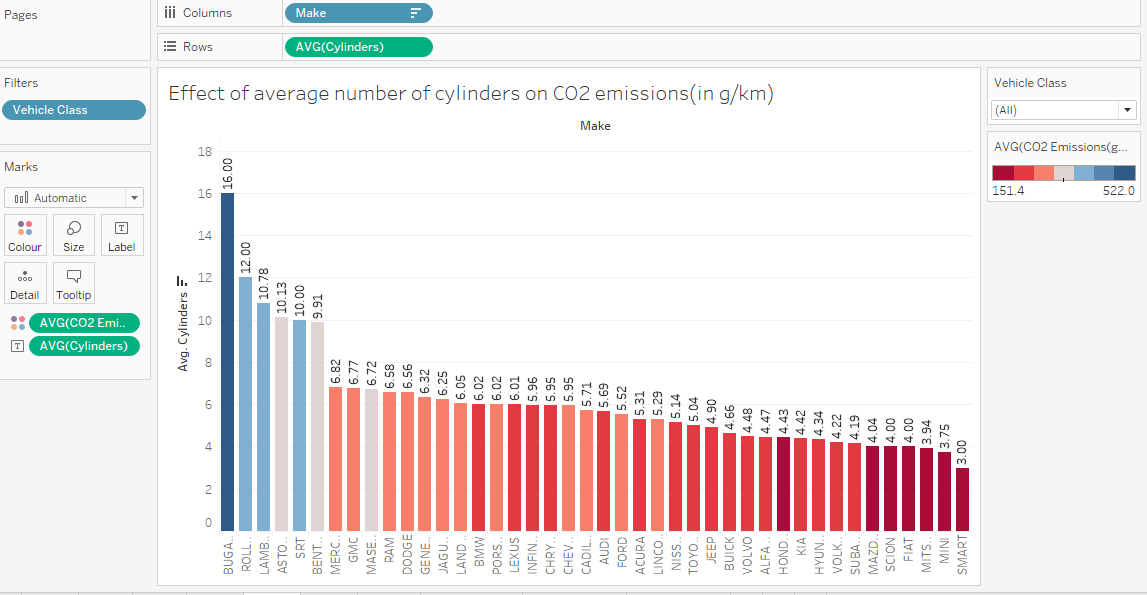 Pages
Columns
Make
Rows
AVG(Cylinders)
Filters
Vehicle Class
Marks
Automatic
Colour
Size
Label
Detail
Tooltip
AVG(CO2 Emi..
AVG(Cylinders)
Effect of average number of cylinders on CO2 emissions(in g/km)
Make
Avg. Cylinders
18
16
14
12
10
8
6
4
2
0
16.00
12.00
10.78
10.13
10.00
9.91
6.82
6.77
6.72
6.58
6.56
6.32
6.25
6.05
6.02
6.02
6.01
5.96
5.95
5.95
5.71
5.69
5.52
5.31
5.29
5.14
5.04
4.90
4.66
4.48
4.47
4.43
4.42
4.34
4.22
4.19
4.04
4.00
4.00
3.94
3.75
3.00
BUGA..
ROLL..
LAMB..
ASTO..
SRT
BENT..
MERC..
GMC
MASE..
RAM
DODGE
GENE..
JAGU..
LAND ..
BMW
PORS..
LEXUS
INFIN..
CHRY..
CHEV..
CADIL..
AUDI
FORD
ACURA
LINCO..
NISS..
TOYO..
JEEP
BUICK
VOLVO
ALFA ..
HOND..
KIA
HYUN..
VOLK..
SUBA..
MAZD..
SCION
FIAT
MITS..
MINI
SMART
Vehicle Class
(All)
AVG(CO2 Emissions(g...
151.4
522.0